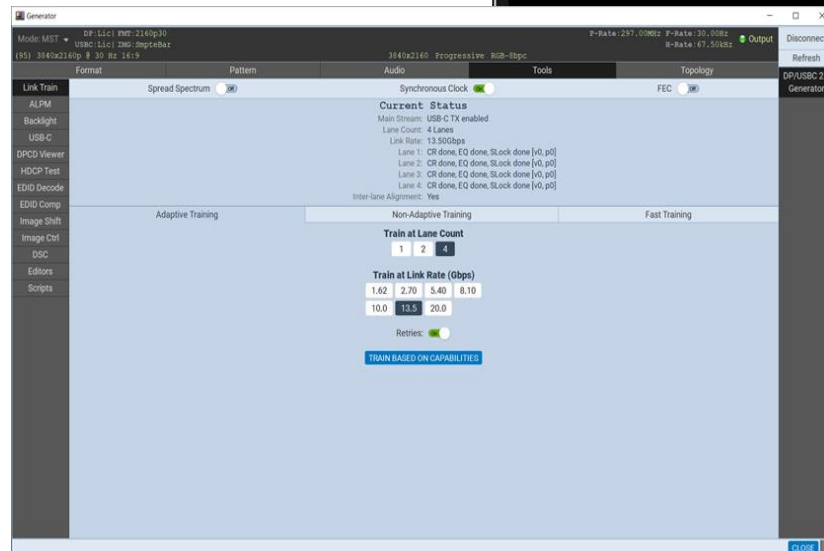 Generator
Mode: MST
DP:Lic| FMT:2160p30
USBC:Lic| IMG:SmpteBar
(95) 3840x2160p @ 30 Hz 16:9
3840x2160 Progressive RGB-8bpc
P-Rate:297.00MHz F-Rate:30.00Hz
H-Rate:67.50kHz
Output
Disconnec
Refresh
DP/USBC 2
Generator
Format Pattern Audio Tools Topology
Link Train
ALPM
Backlight
USB-C
DPCD Viewer
HDCP Test
EDID Decode
EDID Comp
Image Shift
Image Ctrl
DSC
Editors
Scripts
Spread Spectrum Off Synchronous Clock On FEC Off
Current Status
Main Stream: USB-C TX enabled
Lane Count: 4 Lanes
Link Rate: 13.50Gbps
Lane 1: CR done, EQ done, SLock done [v0, p0]
Lane 2: CR done, EQ done, SLock done [v0, p0]
Lane 3: CR done, EQ done, SLock done [v0, p0]
Lane 4: CR done, EQ done, SLock done [v0, p0]
Inter-lane Alignment: Yes
Adaptive Training Non-Adaptive Training Fast Training
Train at Lane Count
1 2 4
Train at Link Rate (Gbps)
1.62 2.70 5.40 8.10
10.0 13.5 20.0
Retries: On
TRAIN BASED ON CAPABILITIES
CLOSE